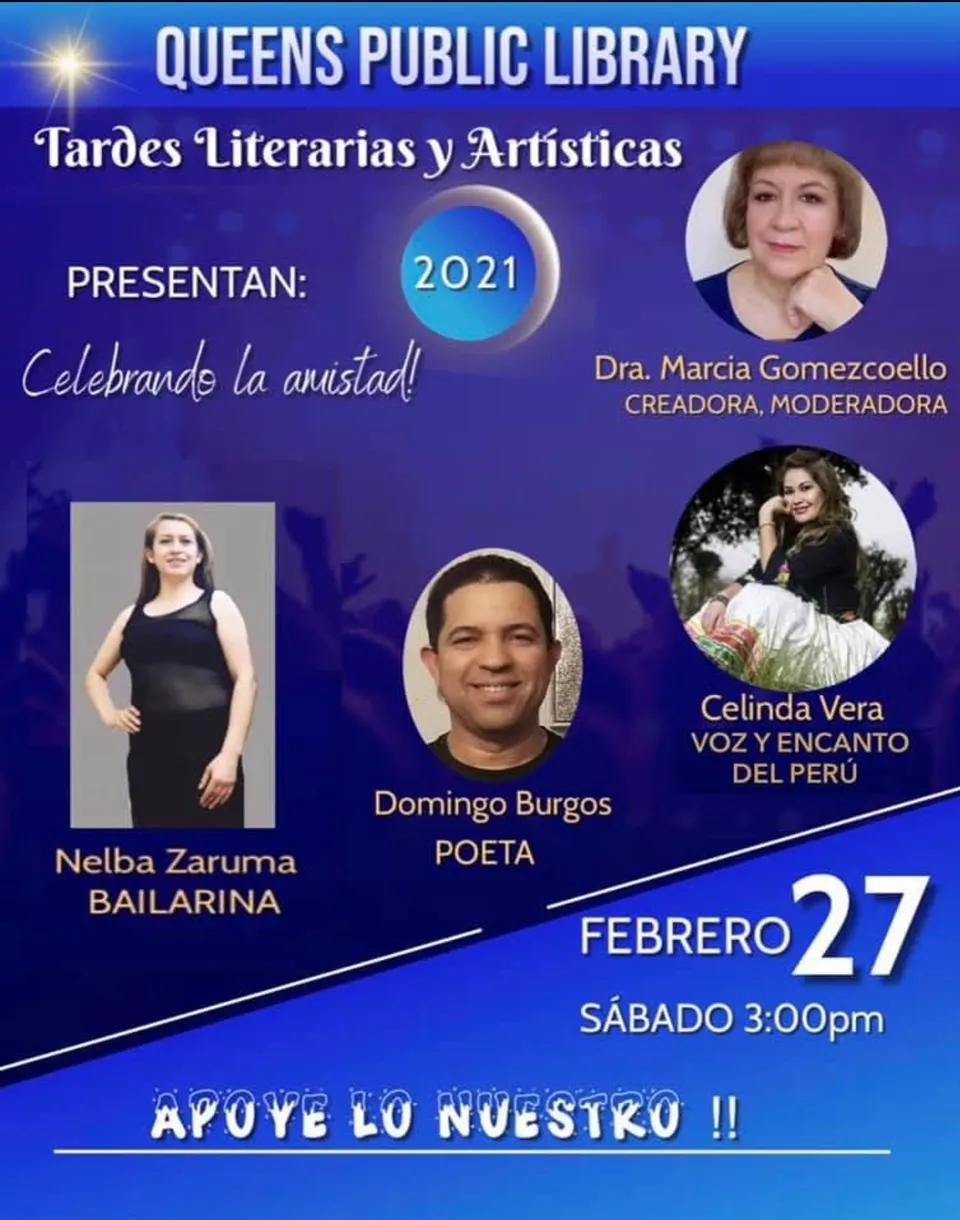 QUEENS PUBLIC LIBRARY
Tardes Literarias y Artísticas
2021
PRESENTAN:
Celebrando la amistad!
Dra. Marcia Gomezcoello
CREADORA, MODERADORA
Celinda Vera
VOZ Y ENCANTO
DEL PERÚ
Domingo Burgos
POETA
Nelba Zaruma
BAILARINA
FEBRERO 27
SÁBADO 3:00pm
APOYE LO NUESTRO !!